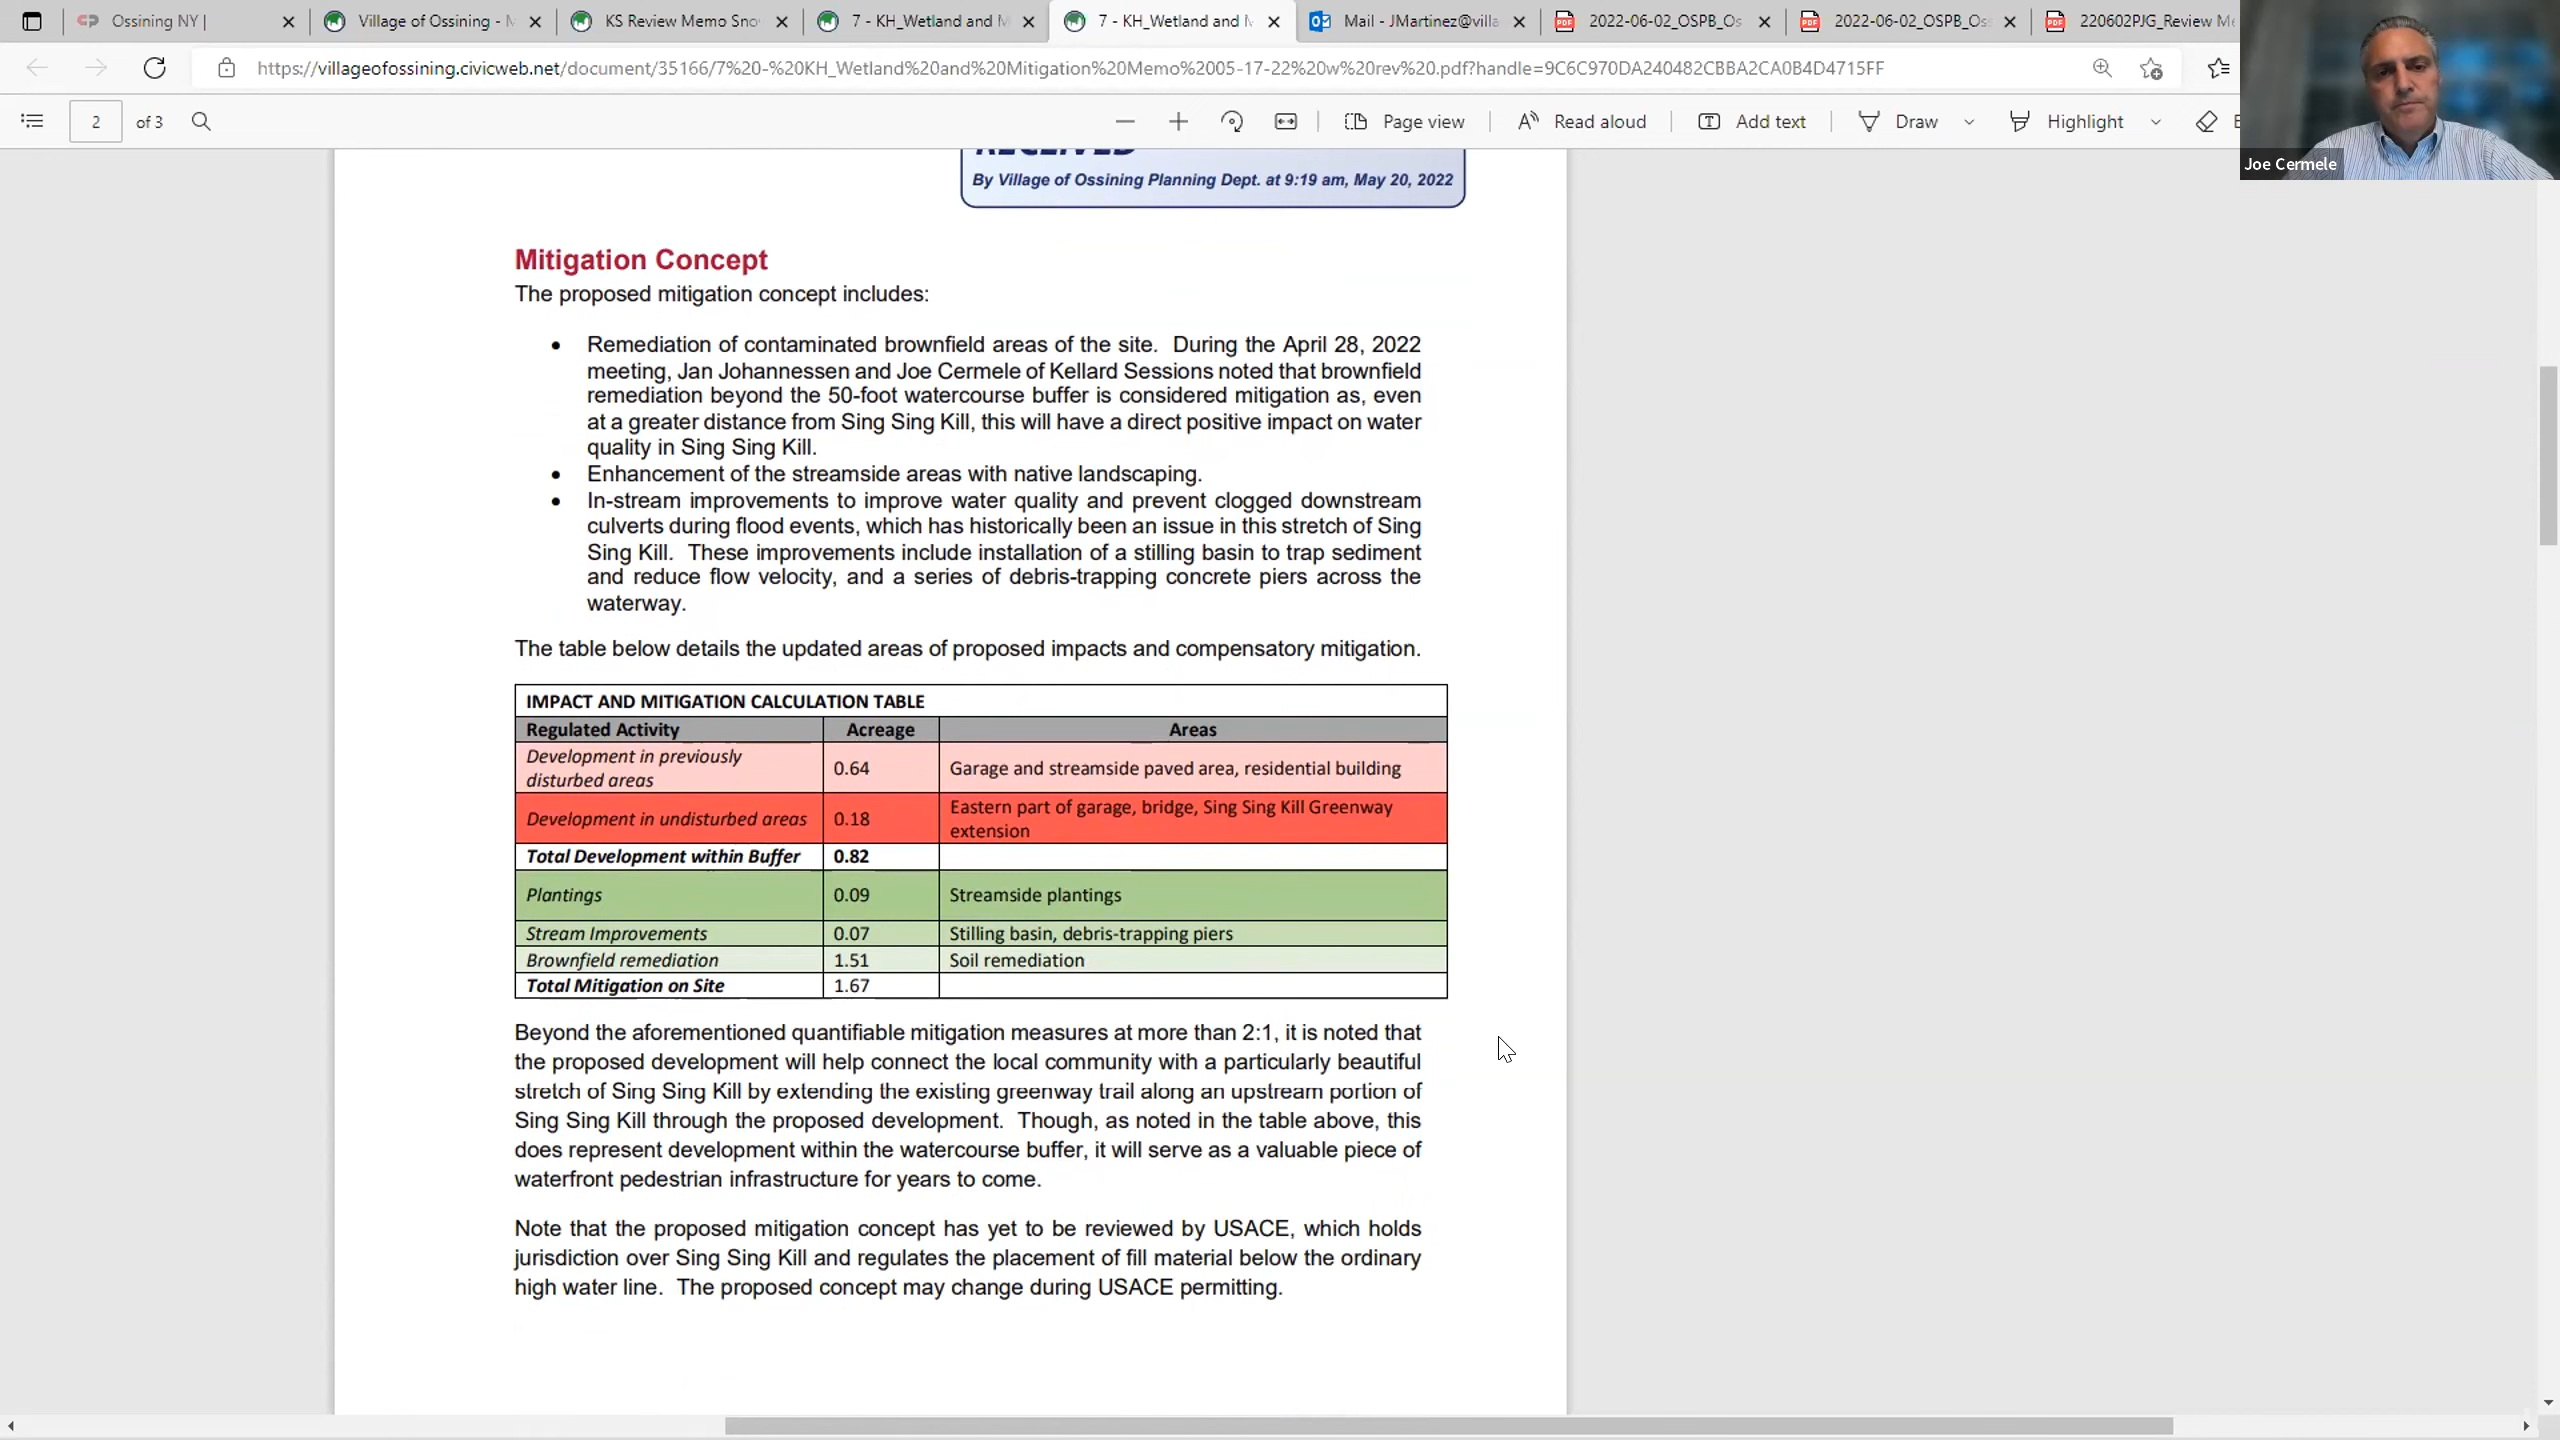 Ossining NY |
Village of Ossining - M
KS Review Memo Sno
7 - KH_Wetland and M
7 - KH_Wetland and M
Mail - JMartinez@villa
2022-06-02_OSPB_Os
2022-06-02_OSPB_Os
220602PJG_Review Me
https://villageofossining.civicweb.net/document/35166/7%20-%20KH_Wetland%20and%20Mitigation%20Memo%2005-17-22%20w%20rev%20.pdf?handle=9C6C970DA240482CBBA2CA0B4D4715FF
2 of 3
Page view
Read aloud
Add text
Draw
Highlight
Joe Cermele
RECEIVED
By Village of Ossining Planning Dept. at 9:19 am, May 20, 2022
Mitigation Concept
The proposed mitigation concept includes:
• Remediation of contaminated brownfield areas of the site. During the April 28, 2022
meeting, Jan Johannessen and Joe Cermele of Kellard Sessions noted that brownfield
remediation beyond the 50-foot watercourse buffer is considered mitigation as, even
at a greater distance from Sing Sing Kill, this will have a direct positive impact on water
quality in Sing Sing Kill.
• Enhancement of the streamside areas with native landscaping.
• In-stream improvements to improve water quality and prevent clogged downstream
culverts during flood events, which has historically been an issue in this stretch of Sing
Sing Kill. These improvements include installation of a stilling basin to trap sediment
and reduce flow velocity, and a series of debris-trapping concrete piers across the
waterway.
The table below details the updated areas of proposed impacts and compensatory mitigation.
IMPACT AND MITIGATION CALCULATION TABLE
Regulated Activity Acreage Areas
Development in previously
disturbed areas 0.64 Garage and streamside paved area, residential building
Development in undisturbed areas 0.18 Eastern part of garage, bridge, Sing Sing Kill Greenway
extension
Total Development within Buffer 0.82
Plantings 0.09 Streamside plantings
Stream Improvements 0.07 Stilling basin, debris-trapping piers
Brownfield remediation 1.51 Soil remediation
Total Mitigation on Site 1.67
Beyond the aforementioned quantifiable mitigation measures at more than 2:1, it is noted that
the proposed development will help connect the local community with a particularly beautiful
stretch of Sing Sing Kill by extending the existing greenway trail along an upstream portion of
Sing Sing Kill through the proposed development. Though, as noted in the table above, this
does represent development within the watercourse buffer, it will serve as a valuable piece of
waterfront pedestrian infrastructure for years to come.
Note that the proposed mitigation concept has yet to be reviewed by USACE, which holds
jurisdiction over Sing Sing Kill and regulates the placement of fill material below the ordinary
high water line. The proposed concept may change during USACE permitting.